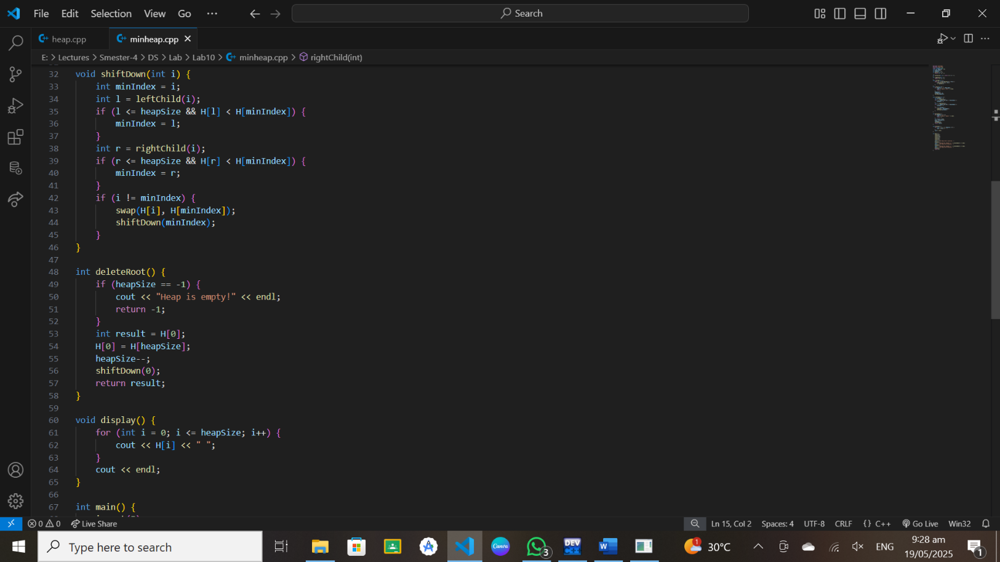 File Edit Selection View Go ···
Search
heap.cpp
minheap.cpp
E: > Lectures > Smester-4 > DS > Lab > Lab10 > minheap.cpp > rightChild(int)
32 void shiftDown(int i) {
33 int minIndex = i;
34 int l = leftChild(i);
35 if (l <= heapSize && H[l] < H[minIndex]) {
36 minIndex = l;
37 }
38 int r = rightChild(i);
39 if (r <= heapSize && H[r] < H[minIndex]) {
40 minIndex = r;
41 }
42 if (i != minIndex) {
43 swap(H[i], H[minIndex]);
44 shiftDown(minIndex);
45 }
46 }
47
48 int deleteRoot() {
49 if (heapSize == -1) {
50 cout << "Heap is empty!" << endl;
51 return -1;
52 }
53 int result = H[0];
54 H[0] = H[heapSize];
55 heapSize--;
56 shiftDown(0);
57 return result;
58 }
59
60 void display() {
61 for (int i = 0; i <= heapSize; i++) {
62 cout << H[i] << " ";
63 }
64 cout << endl;
65 }
66
67 int main() {
0 0 Live Share
Ln 15, Col 2 Spaces: 4 UTF-8 CRLF {} C++ Go Live Win32
Type here to search
Canva
3
DEV C++
W
1
30°C
ENG
9:28 am
19/05/2025
1